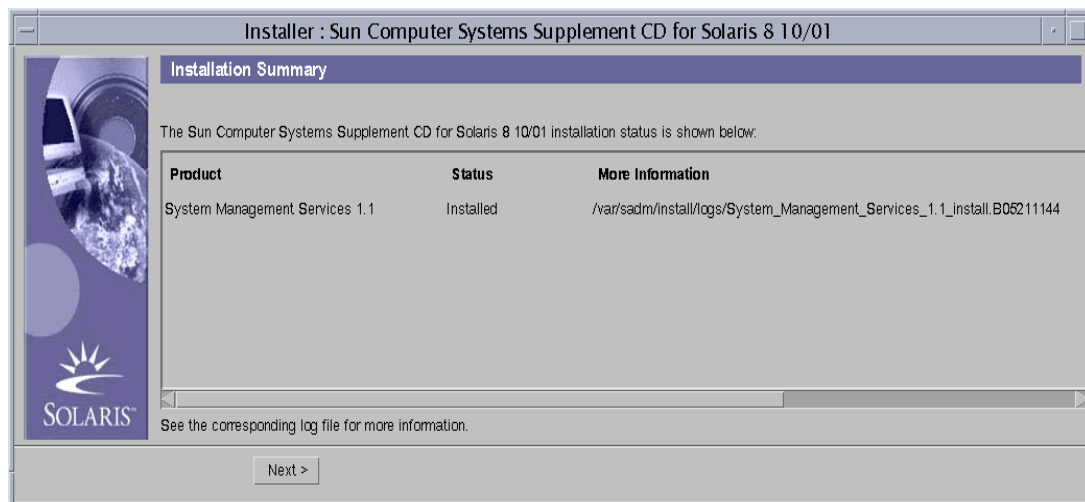 Installer : Sun Computer Systems Supplement CD for Solaris 8 10/01
Installation Summary
The Sun Computer Systems Supplement CD for Solaris 8 10/01 installation status is shown below:
Product Status More Information
System Management Services 1.1 Installed /var/sadm/install/logs/System_Management_Services_1.1_install.B05211144
SOLARIS™
See the corresponding log file for more information.
Next >